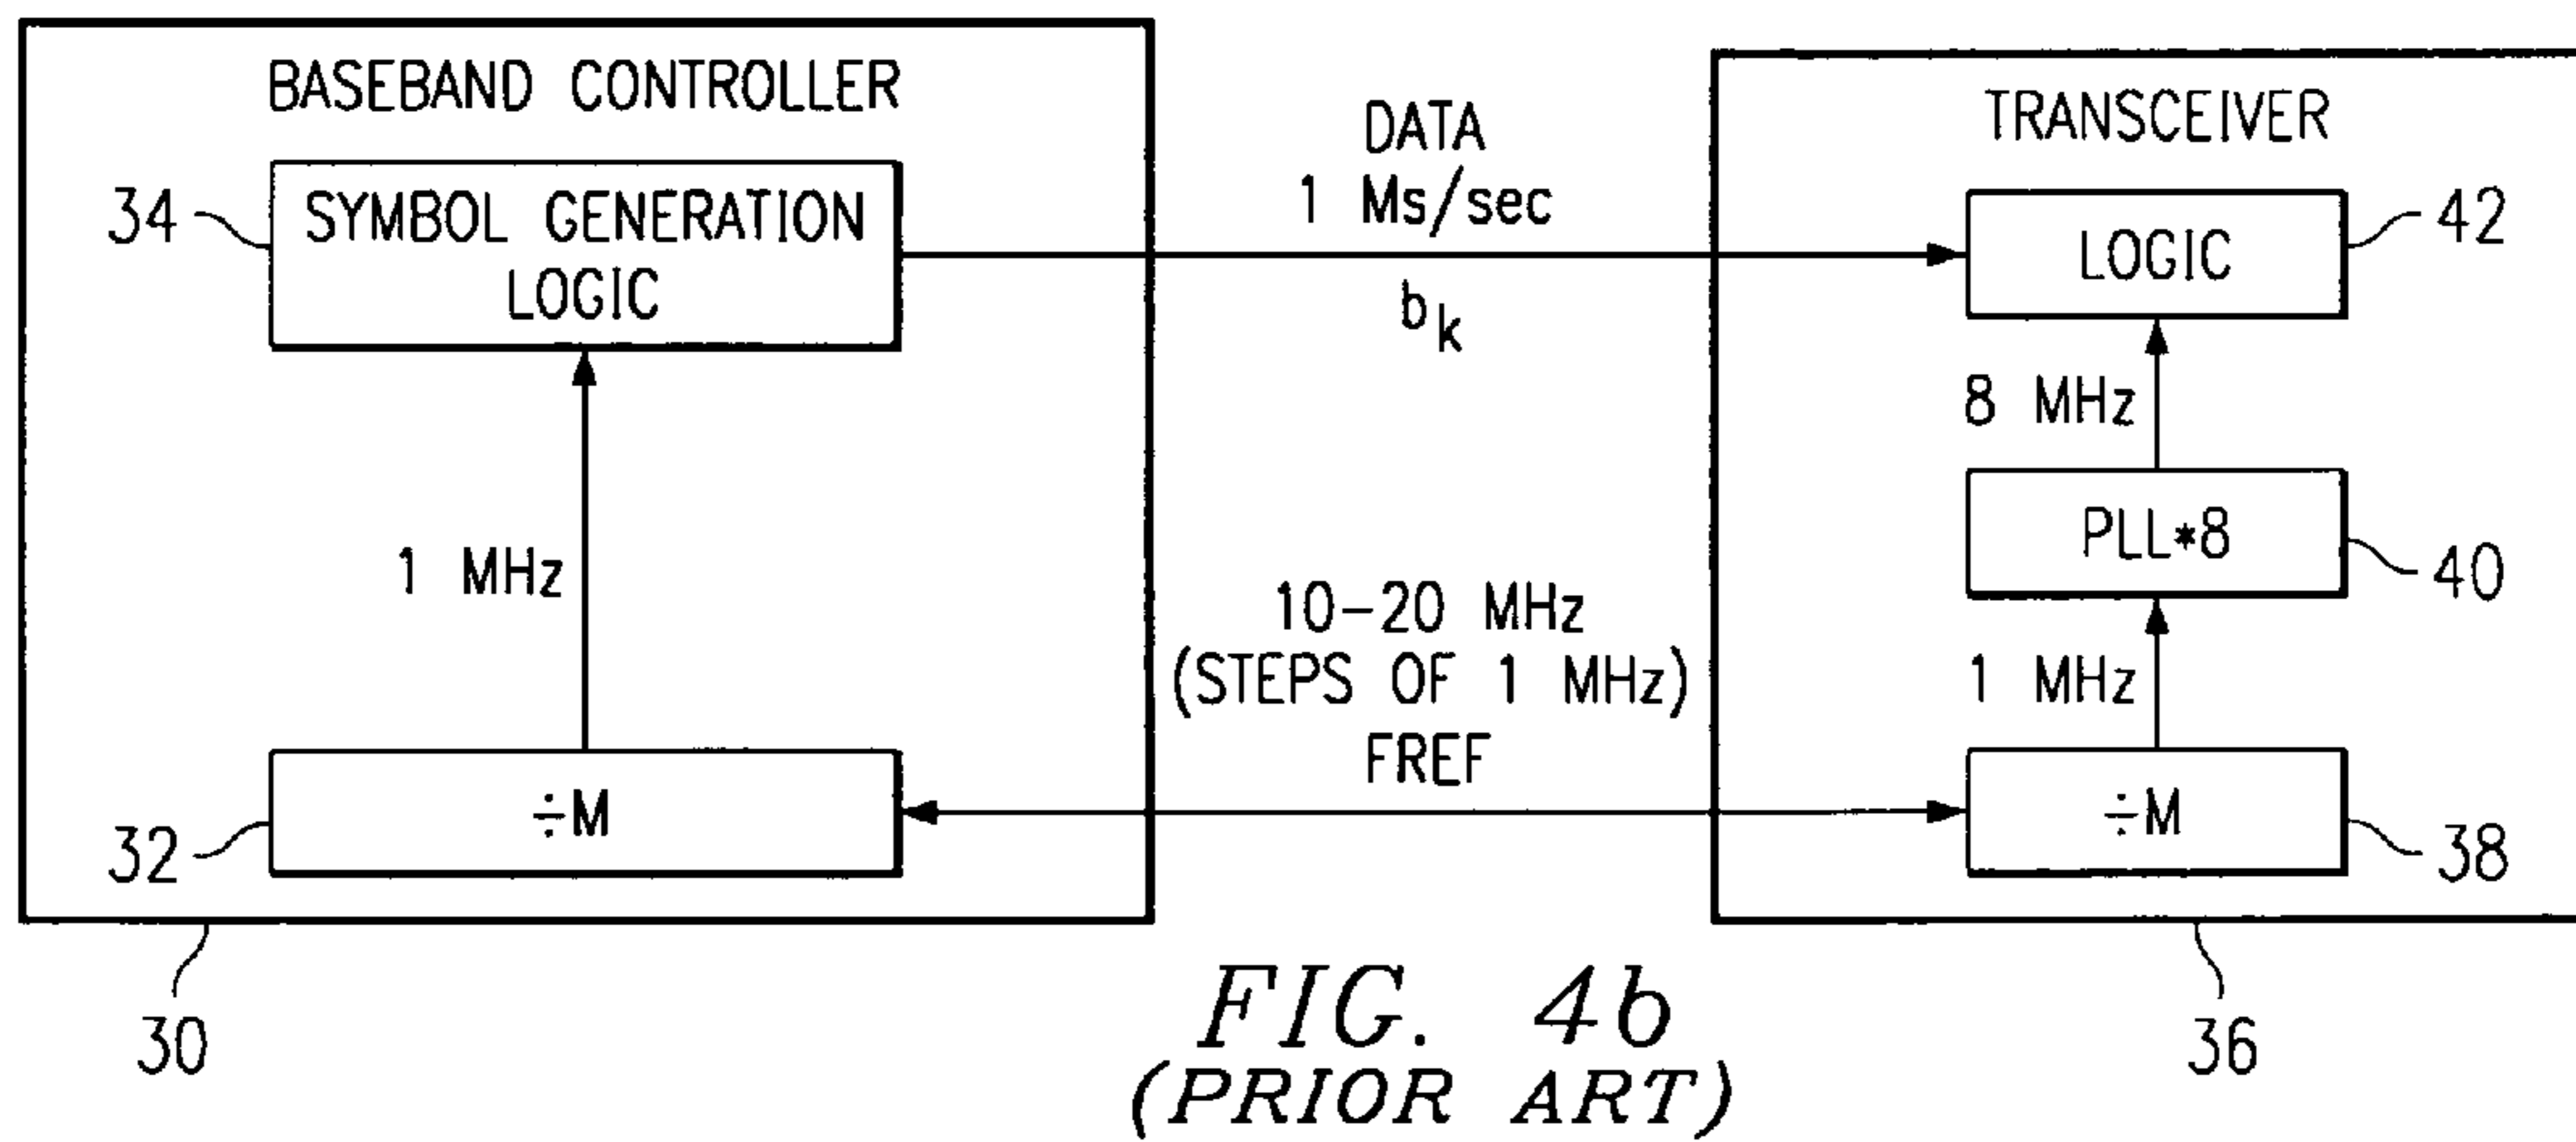 BASEBAND CONTROLLER
34
SYMBOL GENERATION
LOGIC
1 MHz
32
÷M
30
DATA
1 Ms/sec
bk
10-20 MHz
(STEPS OF 1 MHz)
FREF
TRANSCEIVER
LOGIC
42
8 MHz
PLL*8
40
1 MHz
÷M
38
36
FIG. 4b
(PRIOR ART)